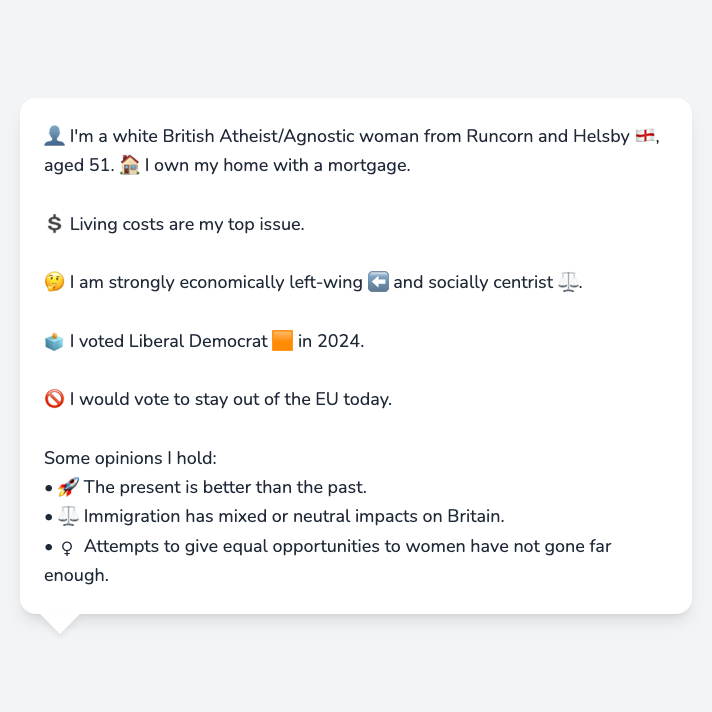 👤 I'm a white British Atheist/Agnostic woman from Runcorn and Helsby 🏴󠁧󠁢󠁥󠁮󠁧󠁿,
aged 51. 🏠 I own my home with a mortgage.
💲 Living costs are my top issue.
🤔 I am strongly economically left-wing ⬅️ and socially centrist ⚖️.
🗳️ I voted Liberal Democrat 🟧 in 2024.
🚫 I would vote to stay out of the EU today.
Some opinions I hold:
• 🚀 The present is better than the past.
• ⚖️ Immigration has mixed or neutral impacts on Britain.
• ♀ Attempts to give equal opportunities to women have not gone far
enough.